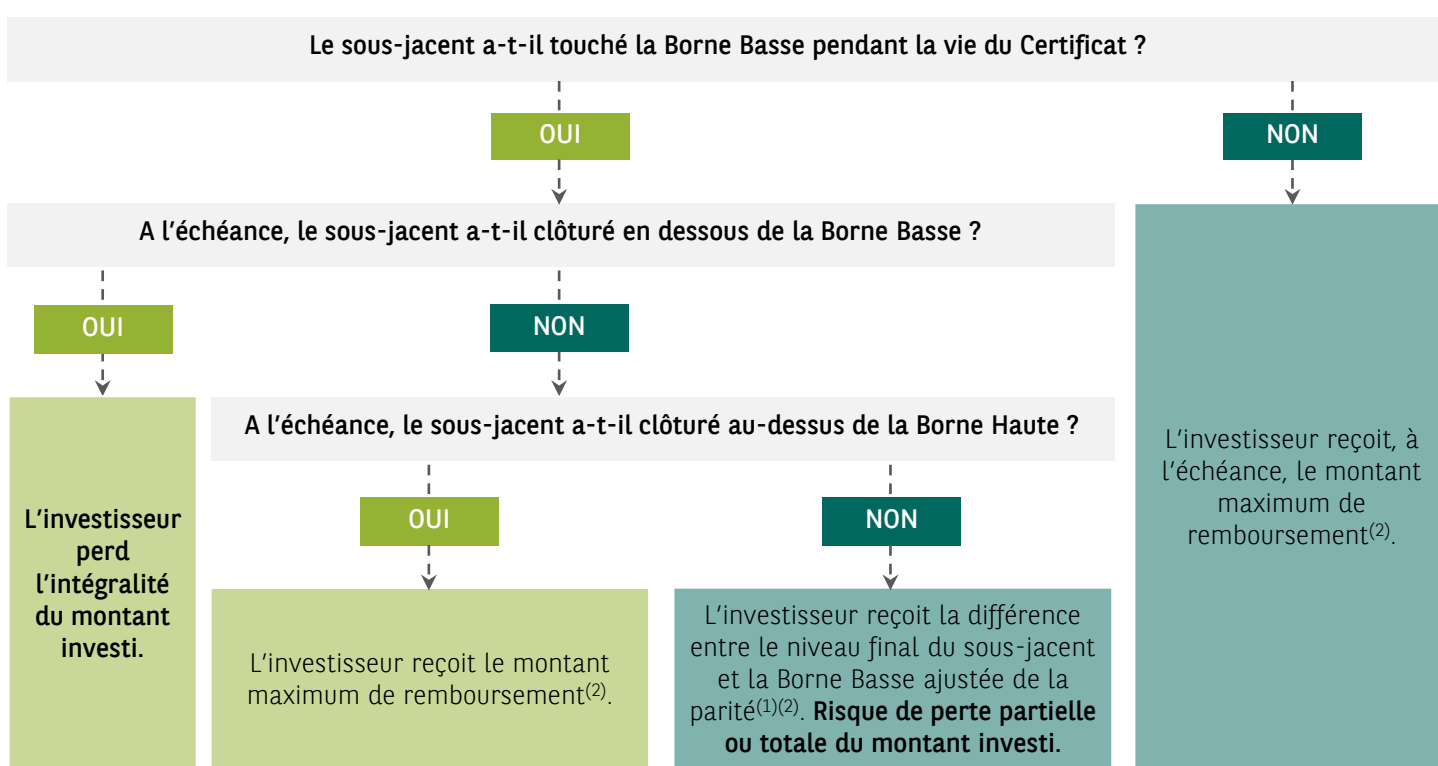 Le sous-jacent a-t-il touché la Borne Basse pendant la vie du Certificat ?
OUI
NON
A l'échéance, le sous-jacent a-t-il clôturé en dessous de la Borne Basse ?
OUI
NON
A l'échéance, le sous-jacent a-t-il clôturé au-dessus de la Borne Haute ?
OUI
NON
L'investisseur
perd
l'intégralité
du montant
investi.
L'investisseur reçoit le montant
maximum de remboursement(2).
L'investisseur reçoit la différence
entre le niveau final du sous-jacent
et la Borne Basse ajustée de la
parité(1)(2). Risque de perte partielle
ou totale du montant investi.
L'investisseur reçoit, à
l'échéance, le montant
maximum de
remboursement(2).